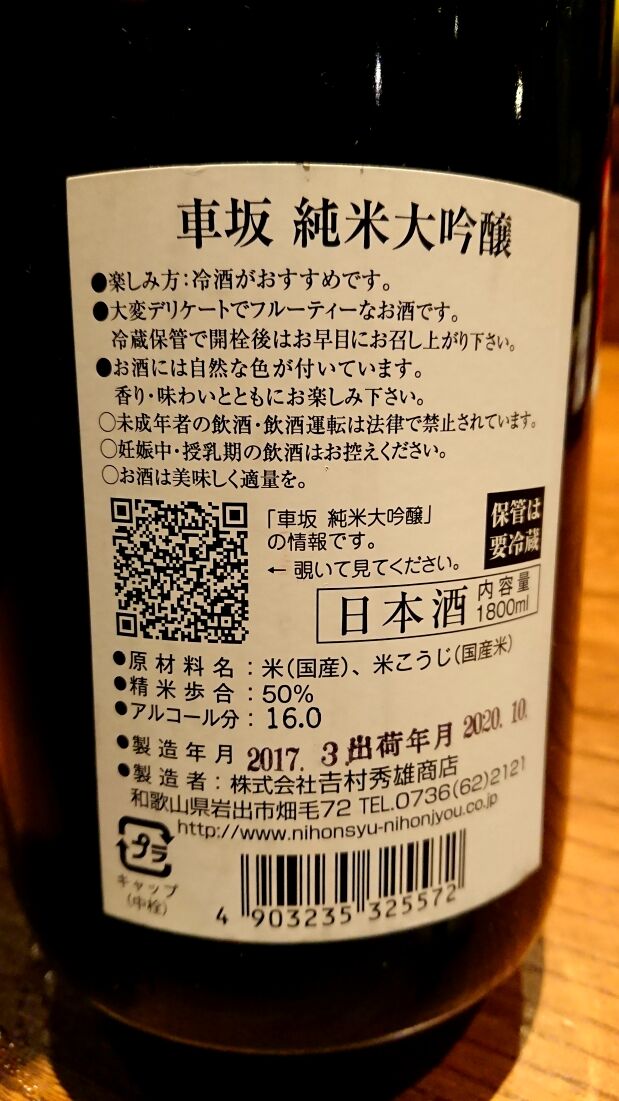 車坂 純米大吟醸
●楽しみ方：冷酒がおすすめです。
●大変デリケートでフルーティーなお酒です。
冷蔵保管で開栓後はお早目にお召し上がり下さい。
●お酒には自然な色が付いています。
香り・味わいとともにお楽しみ下さい。
○未成年者の飲酒・飲酒運転は法律で禁止されています。
○妊娠中・授乳期の飲酒はお控えください。
○お酒は美味しく適量を。
「車坂 純米大吟醸」
の情報です。
← 覗いて見てください。
保管は
要冷蔵
日本酒 内容量 1800ml
●原材料名：米（国産）、米こうじ（国産米）
●精米歩合：50%
●アルコール分：16.0
●製造年月 2017. 3 出荷年月 2020. 10.
●製造者：株式会社吉村秀雄商店
和歌山県岩出市畑毛72 TEL.0736(62)2121
http://www.nihonsyu-nihonjyou.co.jp
プラ
キャップ
（中栓）
4 903235 325572